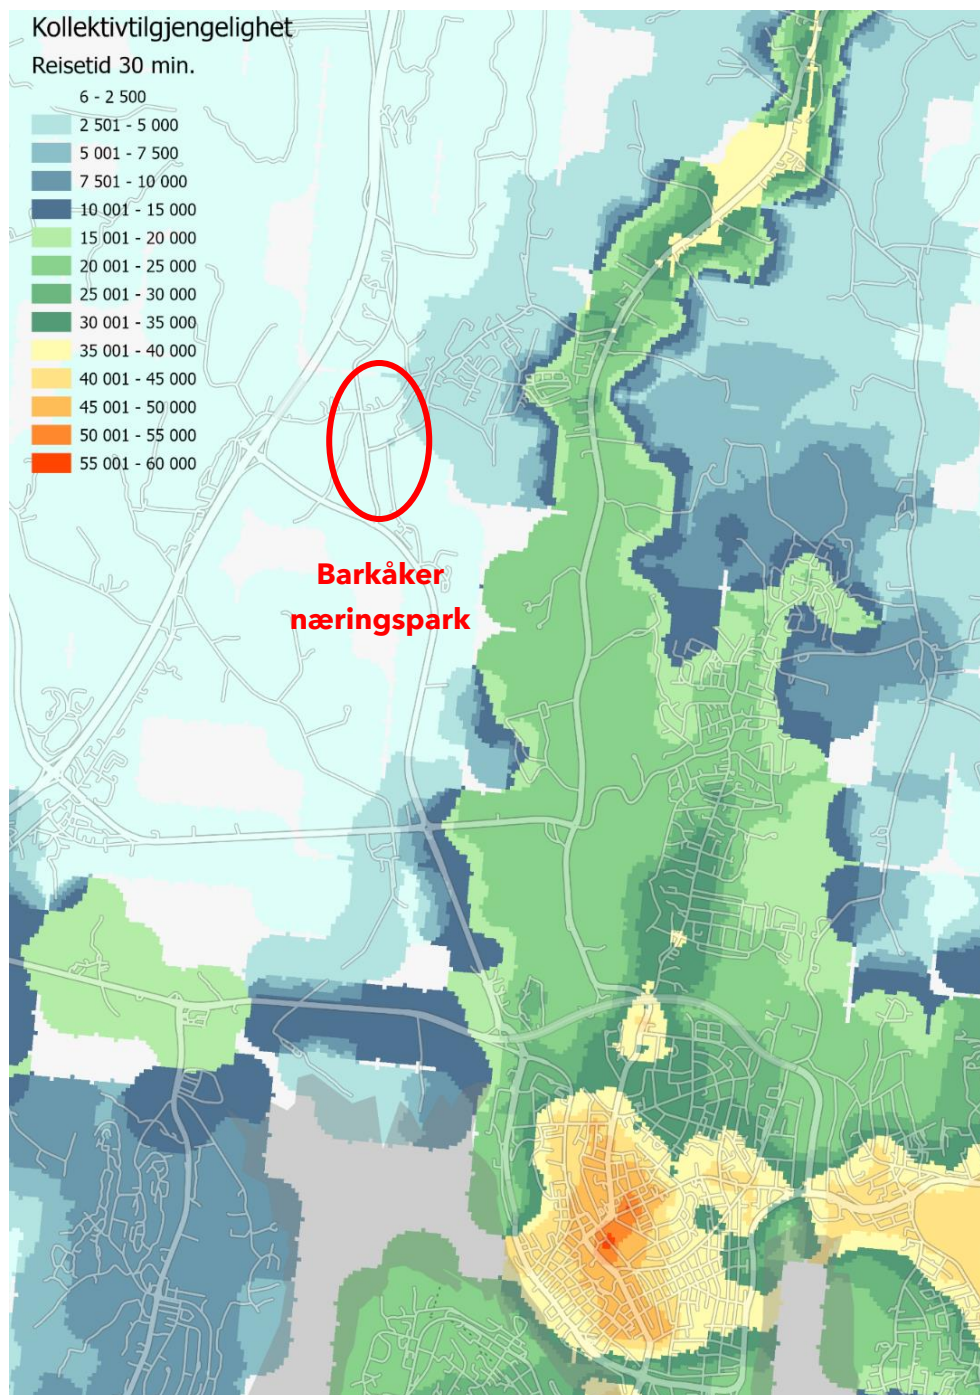 Kollektivtilgjengelighet
Reisetid 30 min.
6 - 2 500
2 501 - 5 000
5 001 - 7 500
7 501 - 10 000
10 001 - 15 000
15 001 - 20 000
20 001 - 25 000
25 001 - 30 000
30 001 - 35 000
35 001 - 40 000
40 001 - 45 000
45 001 - 50 000
50 001 - 55 000
55 001 - 60 000
Barkåker
næringspark